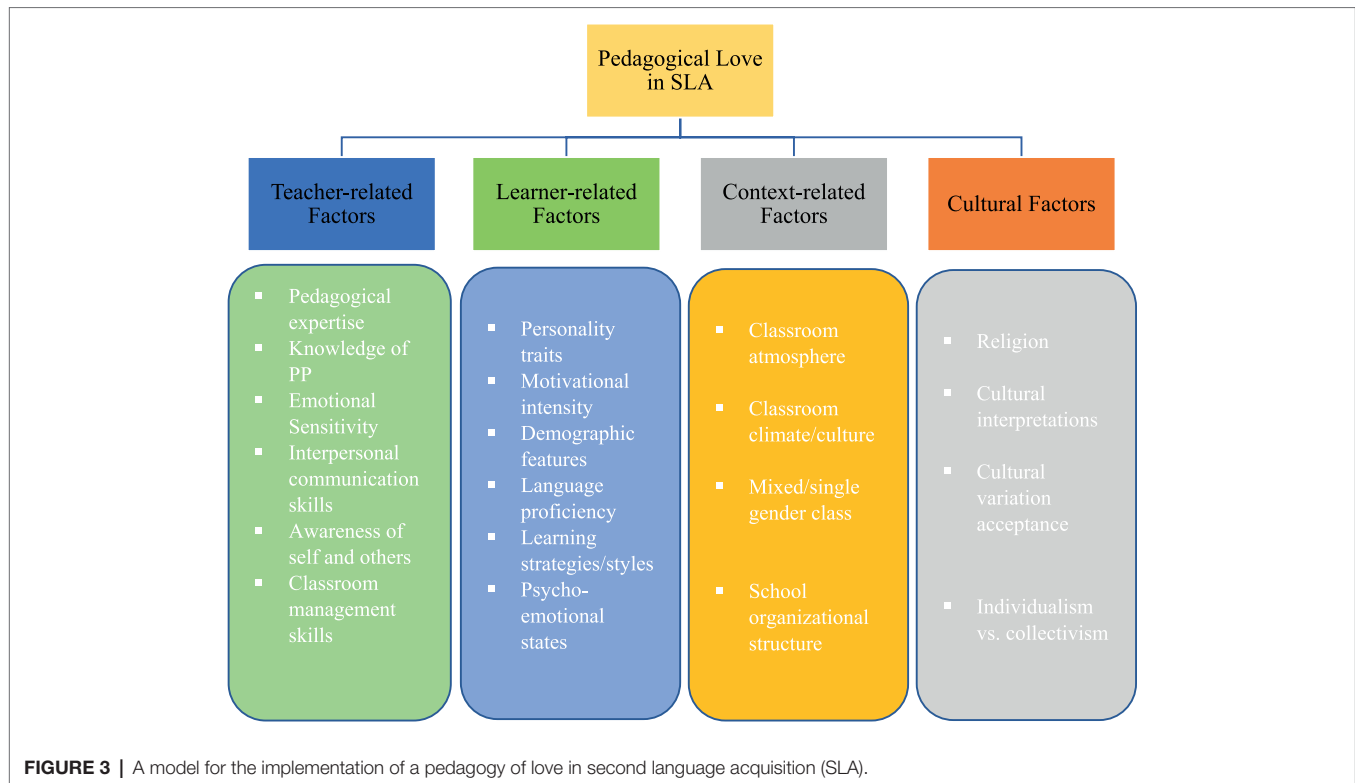 Pedagogical Love
in SLA
Teacher-related
Factors
Learner-related
Factors
Context-related
Factors
Cultural Factors
▪ Pedagogical
expertise
▪ Knowledge of
PP
▪ Emotional
Sensitivity
▪ Interpersonal
communication
skills
▪ Awareness of
self and others
▪ Classroom
management
skills
▪ Personality
traits
▪ Motivational
intensity
▪ Demographic
features
▪ Language
proficiency
▪ Learning
strategies/styles
▪ Psycho-
emotional
states
▪ Classroom
atmosphere
▪ Classroom
climate/culture
▪ Mixed/single
gender class
▪ School
organizational
structure
▪ Religion
▪ Cultural
interpretations
▪ Cultural
variation
acceptance
▪ Individualism
vs. collectivism
FIGURE 3 | A model for the implementation of a pedagogy of love in second language acquisition (SLA).